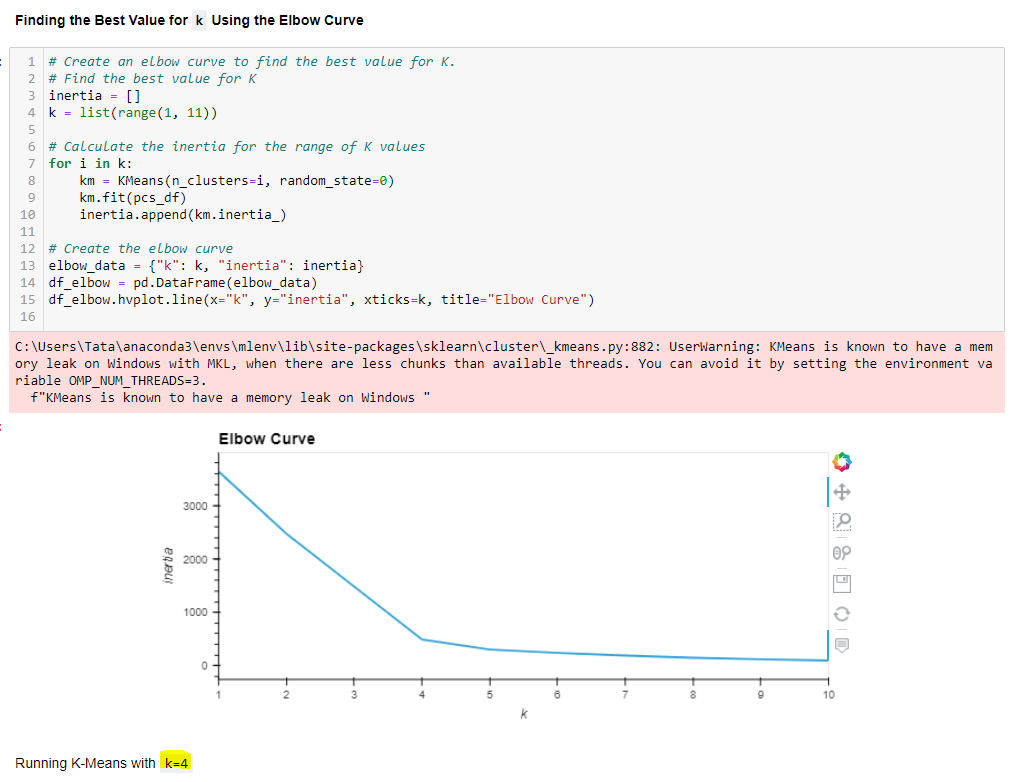 Finding the Best Value for k Using the Elbow Curve
1 # Create an elbow curve to find the best value for K.
2 # Find the best value for K
3 inertia = []
4 k = list(range(1, 11))
5
6 # Calculate the inertia for the range of K values
7 for i in k:
8     km = KMeans(n_clusters=i, random_state=0)
9     km.fit(pcs_df)
10     inertia.append(km.inertia_)
11
12 # Create the elbow curve
13 elbow_data = {"k": k, "inertia": inertia}
14 df_elbow = pd.DataFrame(elbow_data)
15 df_elbow.hvplot.line(x="k", y="inertia", xticks=k, title="Elbow Curve")
16
C:\Users\Tata\anaconda3\envs\mlenv\lib\site-packages\sklearn\cluster\_kmeans.py:882: UserWarning: KMeans is known to have a mem
ory leak on Windows with MKL, when there are less chunks than available threads. You can avoid it by setting the environment va
riable OMP_NUM_THREADS=3.
  f"KMeans is known to have a memory leak on Windows "
Elbow Curve
3000
2000
1000
0
inertia
1 2 3 4 5 6 7 8 9 10
k
Running K-Means with k=4